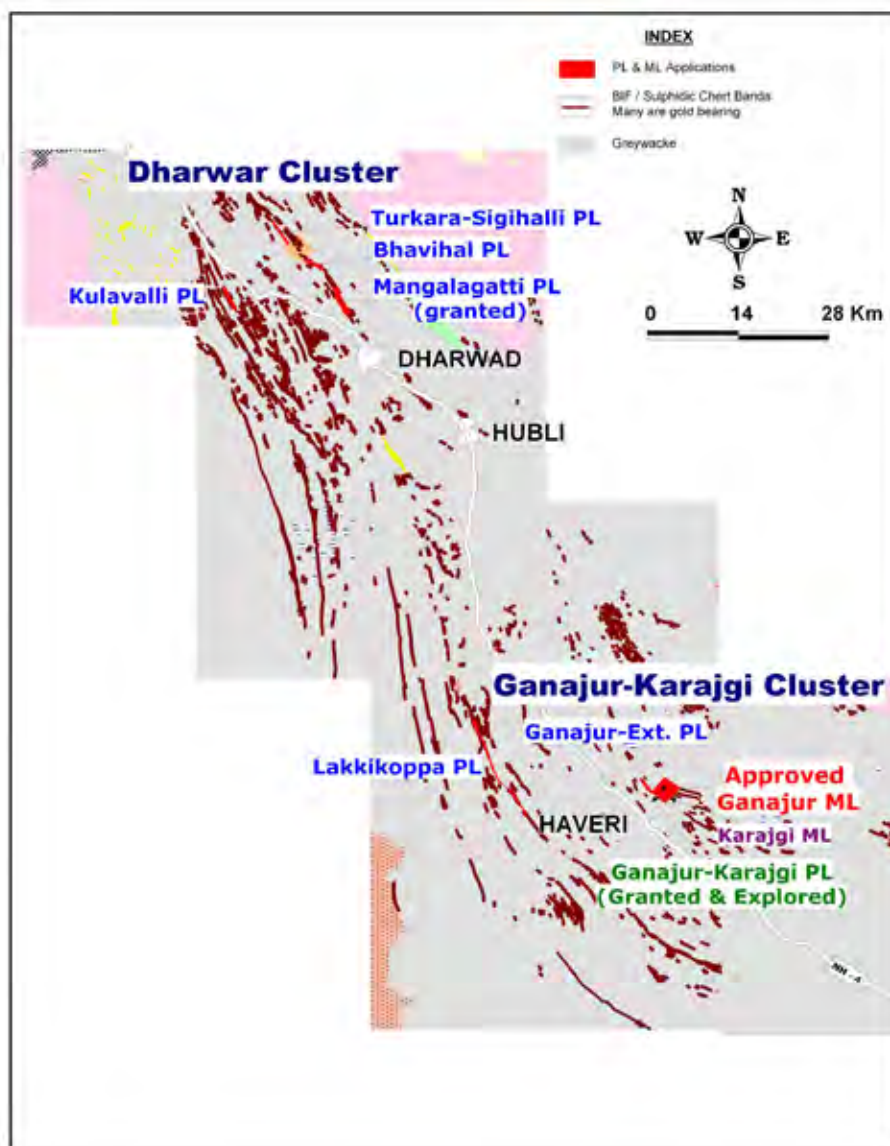 INDEX
PL & ML Applications
BIF / Sulphidic Chert Bands
Many are gold bearing
Greywacke
Dharwar Cluster
Turkara-Sigihalli PL
Bhavihal PL
Kulavalli PL
Mangalagatti PL
(granted)
N
W E
S
0 14 28 Km
DHARWAD
HUBLI
Ganajur-Karajgi Cluster
Ganajur-Ext. PL
Lakkikoppa PL
Approved
Ganajur ML
HAVERI
Karajgi ML
Ganajur-Karajgi PL
(Granted & Explored)
NH - 4